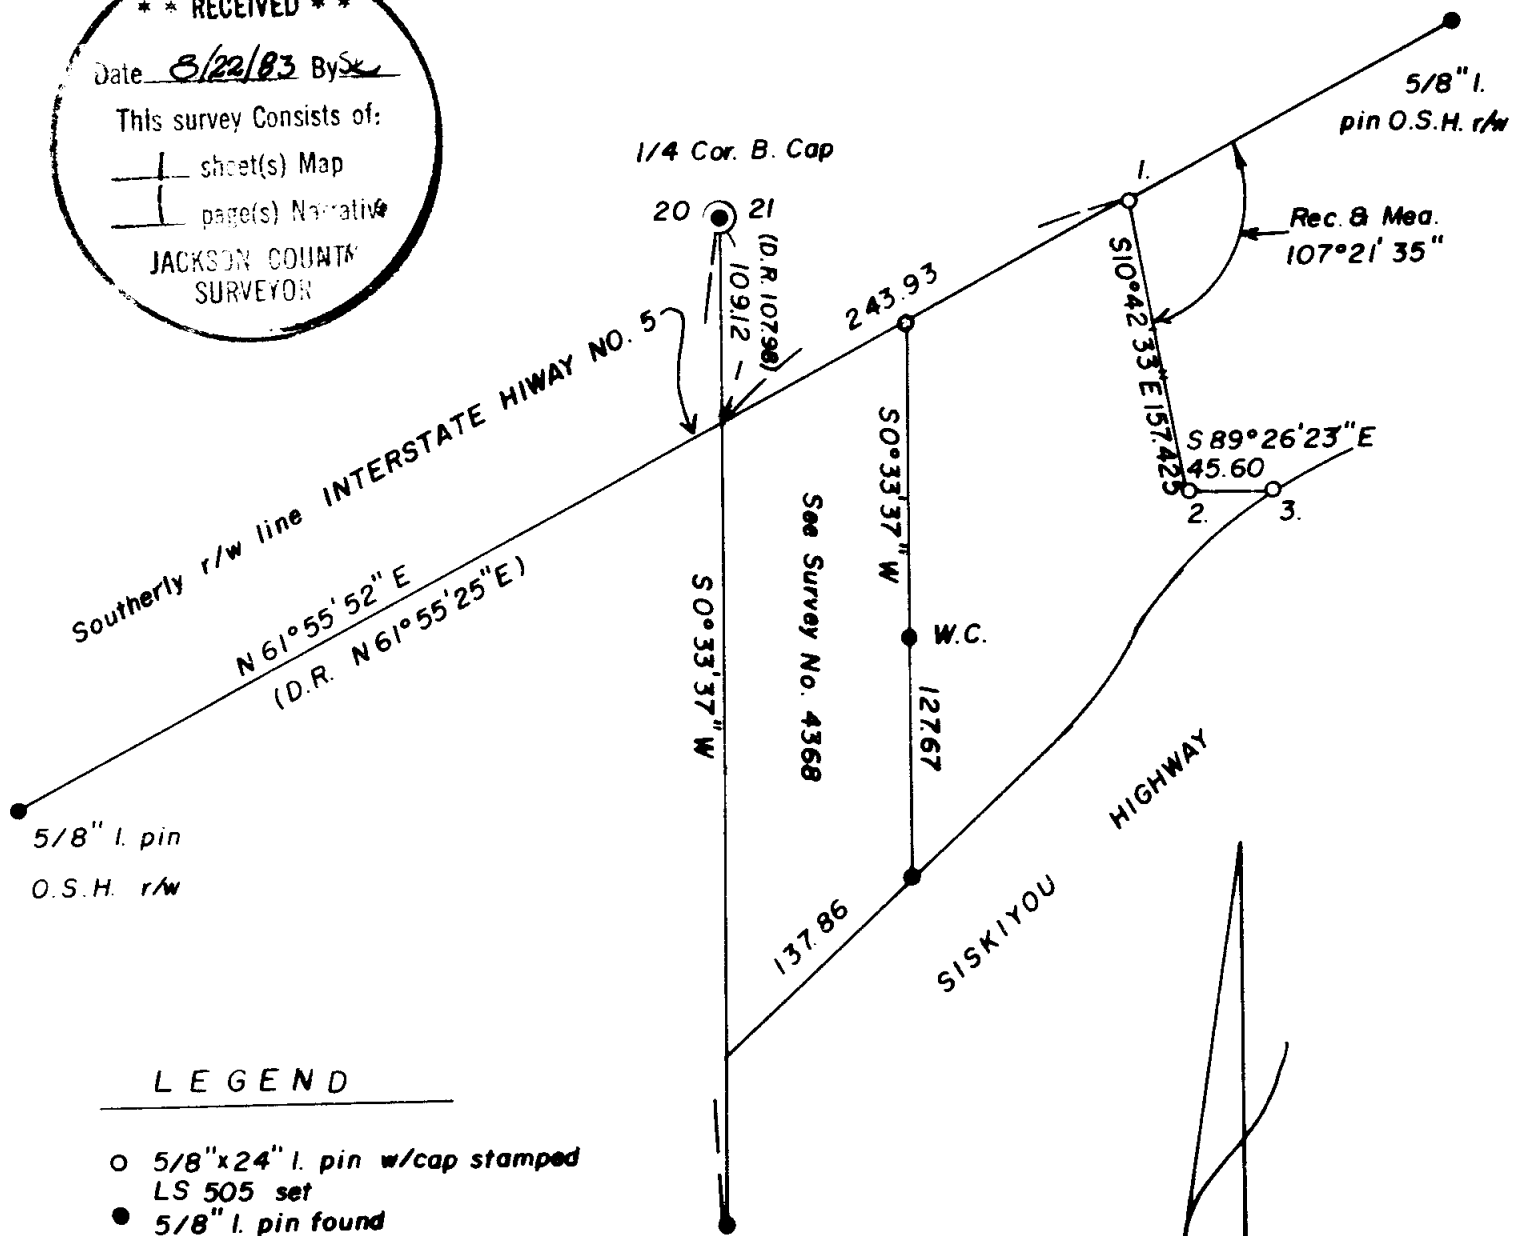 * * RECEIVED * *
Date 8/22/83 By
This survey Consists of:
1 sheet(s) Map
1 page(s) Narrative
JACKSON COUNTY
SURVEYOR
1/4 Cor. B. Cap
20 21
(D.R. 107.98)
109.12
5/8" I.
pin O.S.H. r/w
1.
Rec. & Mea.
107°21'35"
S10°42'33"E 157.425
S 89°26'23"E
45.60
2.
3.
243.93
Southerly r/w line INTERSTATE HIWAY NO. 5
N 61°55'52" E
(D.R. N 61°55'25"E)
S0°33'37"W
See Survey No. 4368
S0°33'37"W
W.C.
127.67
137.86
SISKIYOU HIGHWAY
5/8" I. pin
O.S.H. r/w
LEGEND
5/8"x24" I. pin w/cap stamped
LS 505 set
5/8" I. pin found